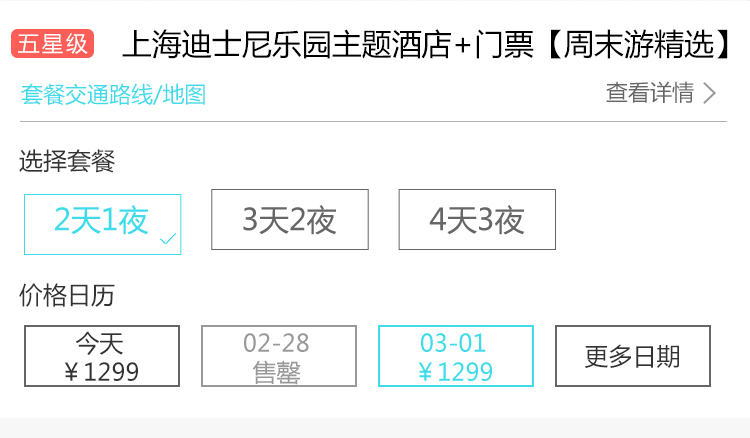 五星级 上海迪士尼乐园主题酒店+门票【周末游精选】
套餐交通路线/地图 查看详情
选择套餐
2天1夜 3天2夜 4天3夜
价格日历
今天 02-28 03-01 更多日期
￥1299 售罄 ￥1299